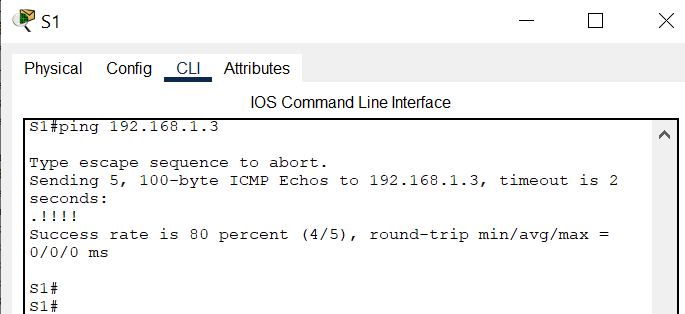 S1
Physical Config CLI Attributes
IOS Command Line Interface
S1#ping 192.168.1.3
Type escape sequence to abort.
Sending 5, 100-byte ICMP Echos to 192.168.1.3, timeout is 2
seconds:
.!!!!
Success rate is 80 percent (4/5), round-trip min/avg/max =
0/0/0 ms
S1#
S1#